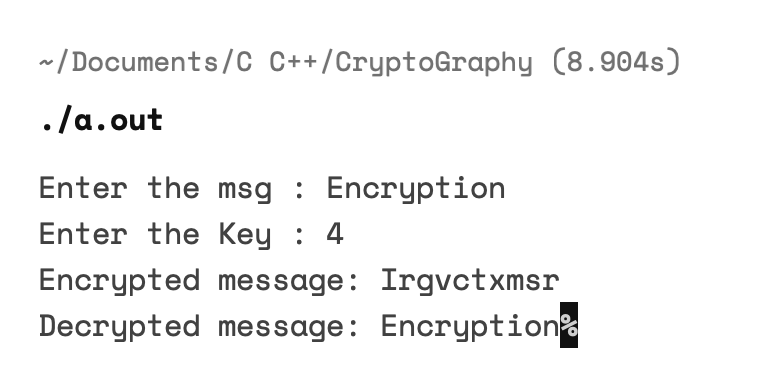 ~/Documents/C C++/CryptoGraphy (8.904s)
./a.out
Enter the msg : Encryption
Enter the Key : 4
Encrypted message: Irgvctxmsr
Decrypted message: Encryption%